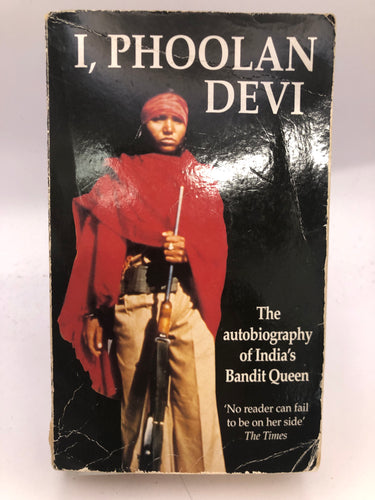 I, PHOOLAN
DEVI
The
autobiography
of India's
Bandit Queen
'No reader can fail
to be on her side'
The Times